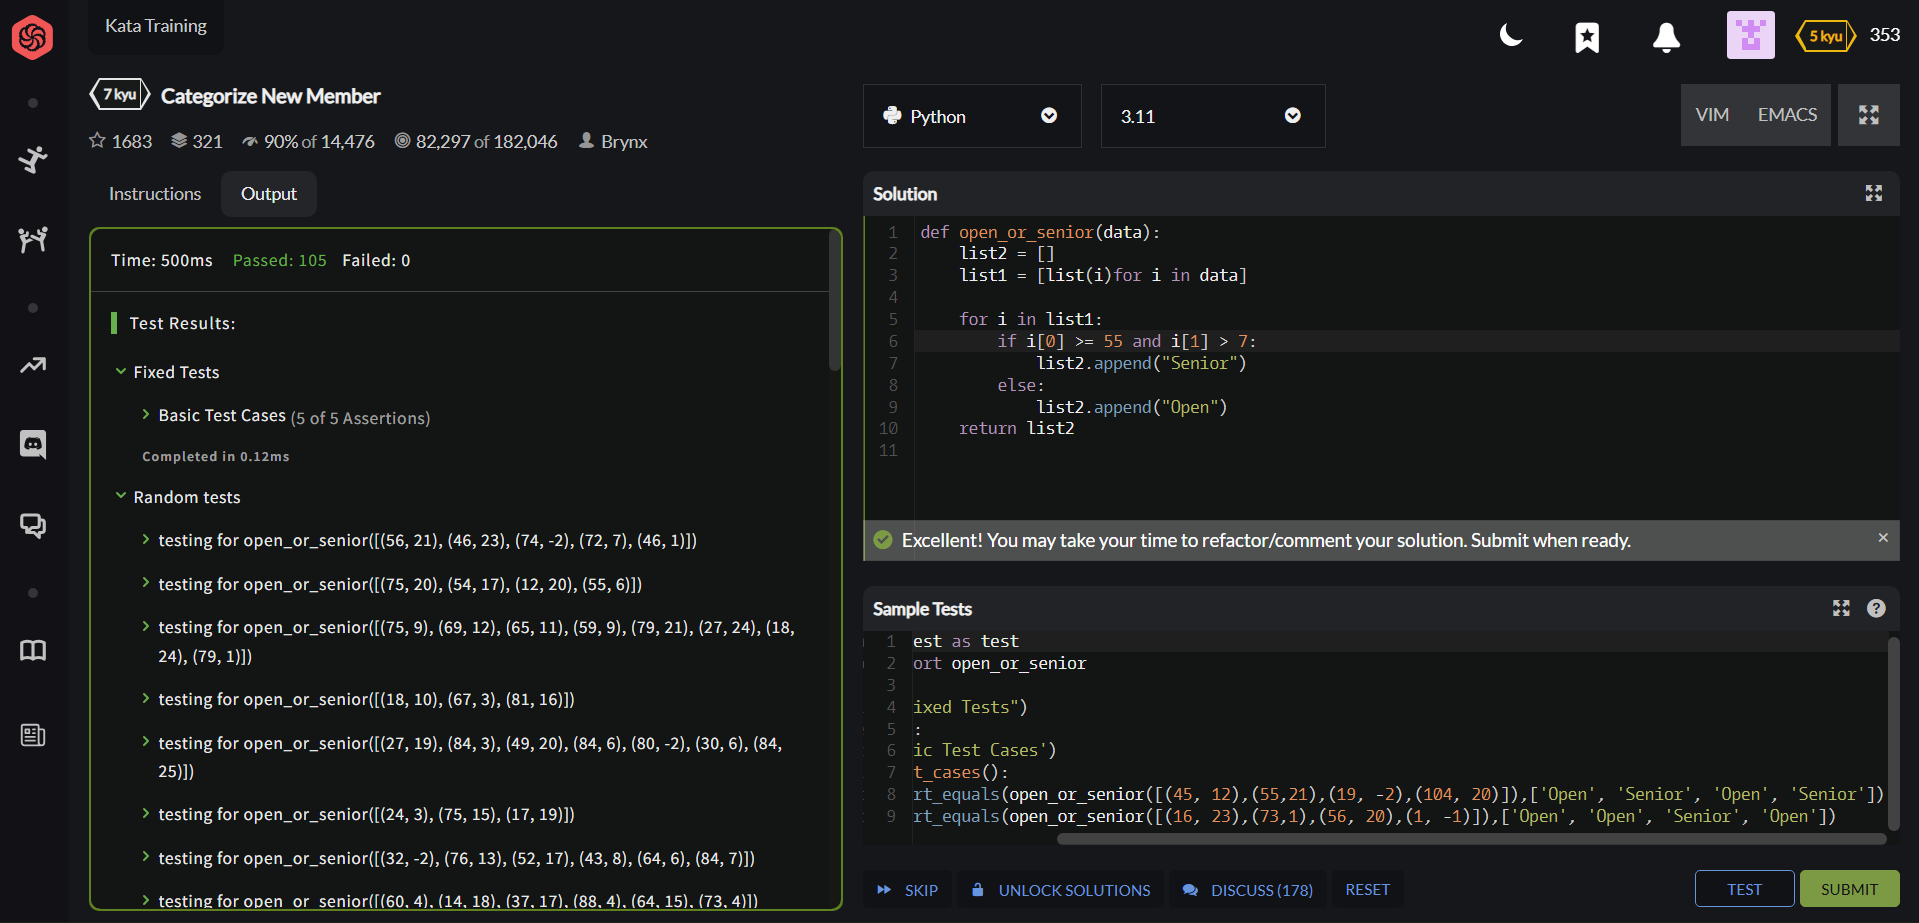 Kata Training
5 kyu 353
7 kyu Categorize New Member
1683 321 90% of 14,476 82,297 of 182,046 Brynx
Instructions Output
Time: 500ms Passed: 105 Failed: 0
Test Results:
Fixed Tests
Basic Test Cases (5 of 5 Assertions)
Completed in 0.12ms
Random tests
testing for open_or_senior([(56, 21), (46, 23), (74, -2), (72, 7), (46, 1)])
testing for open_or_senior([(75, 20), (54, 17), (12, 20), (55, 6)])
testing for open_or_senior([(75, 9), (69, 12), (65, 11), (59, 9), (79, 21), (27, 24), (18,
24), (79, 1)])
testing for open_or_senior([(18, 10), (67, 3), (81, 16)])
testing for open_or_senior([(27, 19), (84, 3), (49, 20), (84, 6), (80, -2), (30, 6), (84,
25)])
testing for open_or_senior([(24, 3), (75, 15), (17, 19)])
testing for open_or_senior([(32, -2), (76, 13), (52, 17), (43, 8), (64, 6), (84, 7)])
testing for open_or_senior([(60, 4), (14, 18), (37, 17), (88, 4), (64, 15), (73, 4)])
Python 3.11 VIM EMACS
Solution
1 def open_or_senior(data):
2 list2 = []
3 list1 = [list(i)for i in data]
4
5 for i in list1:
6 if i[0] >= 55 and i[1] > 7:
7 list2.append("Senior")
8 else:
9 list2.append("Open")
10 return list2
11
Excellent! You may take your time to refactor/comment your solution. Submit when ready. ×
Sample Tests ?
1 est as test
2 ort open_or_senior
3
4 ixed Tests")
5 :
6 ic Test Cases')
7 t_cases():
8 rt_equals(open_or_senior([(45, 12),(55,21),(19, -2),(104, 20)]),['Open', 'Senior', 'Open', 'Senior'])
9 rt_equals(open_or_senior([(16, 23),(73,1),(56, 20),(1, -1)]),['Open', 'Open', 'Senior', 'Open'])
SKIP UNLOCK SOLUTIONS DISCUSS (178) RESET TEST SUBMIT